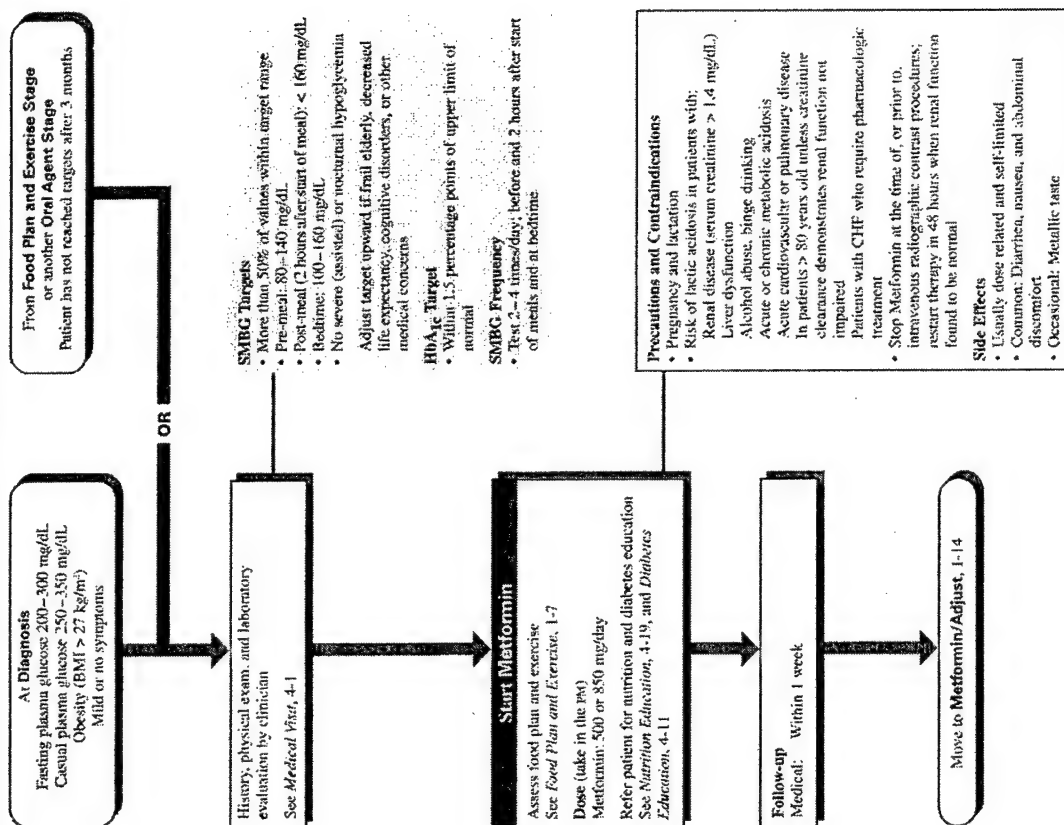 At Diagnosis
Fasting plasma glucose 200–300 mg/dL
Casual plasma glucose 250–350 mg/dL
Obesity (BMI > 27 kg/m²)
Mild or no symptoms
From Food Plan and Exercise Stage
or another Oral Agent Stage
Patient has not reached targets after 3 months
OR
History, physical exam, and laboratory
evaluation by clinician
See Medical Visit, 4-1
SMBG Targets
• More than 50% of values within target range
• Pre-meal: 80–140 mg/dL
• Post-meal (2 hours after start of meal): < 160 mg/dL
• Bedtime: 100–160 mg/dL
• No severe (assisted) or nocturnal hypoglycemia
Adjust target upward if frail elderly, decreased
life expectancy, cognitive disorders, or other
medical concerns
HbA1c Target
• Within 1.5 percentage points of upper limit of
normal
SMBG Frequency
• Test 2–4 times/day; before and 2 hours after start
of meals and at bedtime
Start Metformin
Assess food plan and exercise
See Food Plan and Exercise, 1-7
Dose (take in the PM)
Metformin: 500 or 850 mg/day
Refer patient for nutrition and diabetes education
See Nutrition Education, 4-19, and Diabetes
Education, 4-11
Precautions and Contraindications
• Pregnancy and lactation
• Risk of lactic acidosis in patients with:
Renal disease (serum creatinine > 1.4 mg/dL)
Liver dysfunction
Alcohol abuse, binge drinking
Acute or chronic metabolic acidosis
Acute cardiovascular or pulmonary disease
In patients > 80 years old unless creatinine
clearance demonstrates renal function not
impaired
Patients with CHF who require pharmacologic
treatment
• Stop Metformin at the time of, or prior to,
intravenous radiographic contrast procedures;
restart therapy in 48 hours when renal function
found to be normal
Side Effects
• Usually dose related and self-limited
• Common: Diarrhea, nausea, and abdominal
discomfort
• Occasional: Metallic taste
Follow-up
Medical: Within 1 week
Move to Metformin/Adjust, 1-14